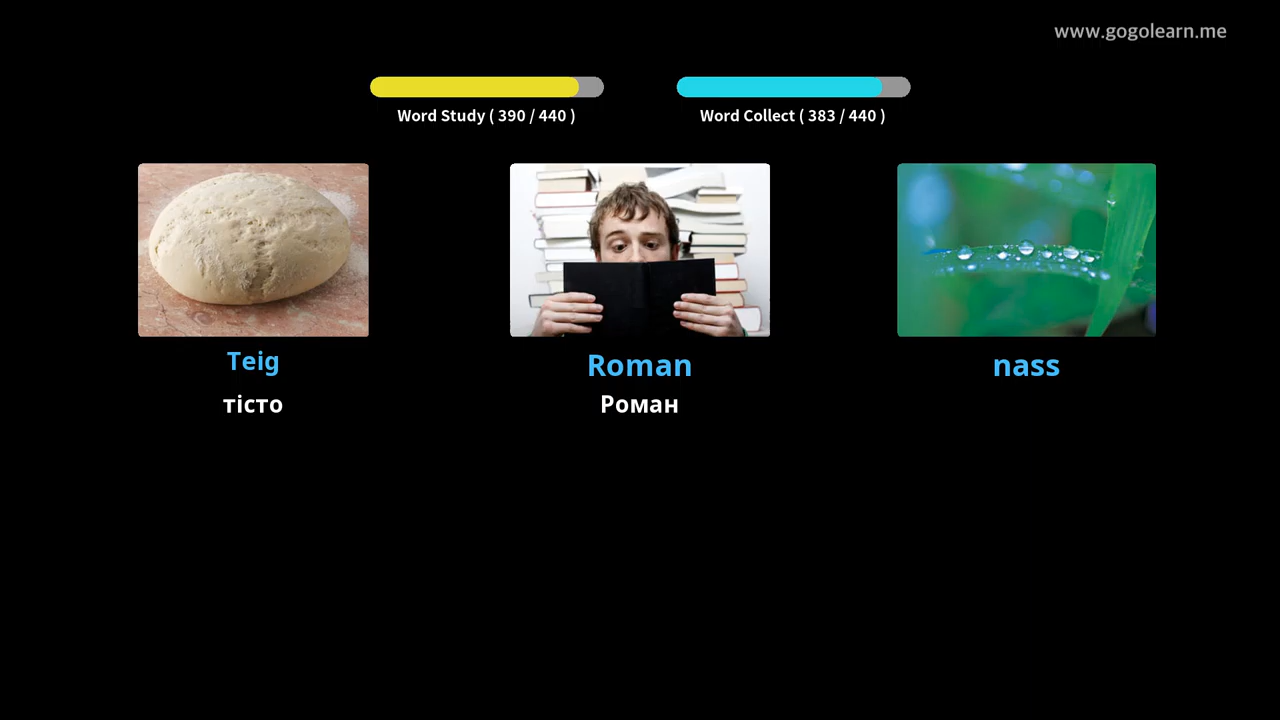 www.gogolearn.me
Word Study ( 390 / 440 )
Word Collect ( 383 / 440 )
Teig
Roman
nass
тісто
Роман